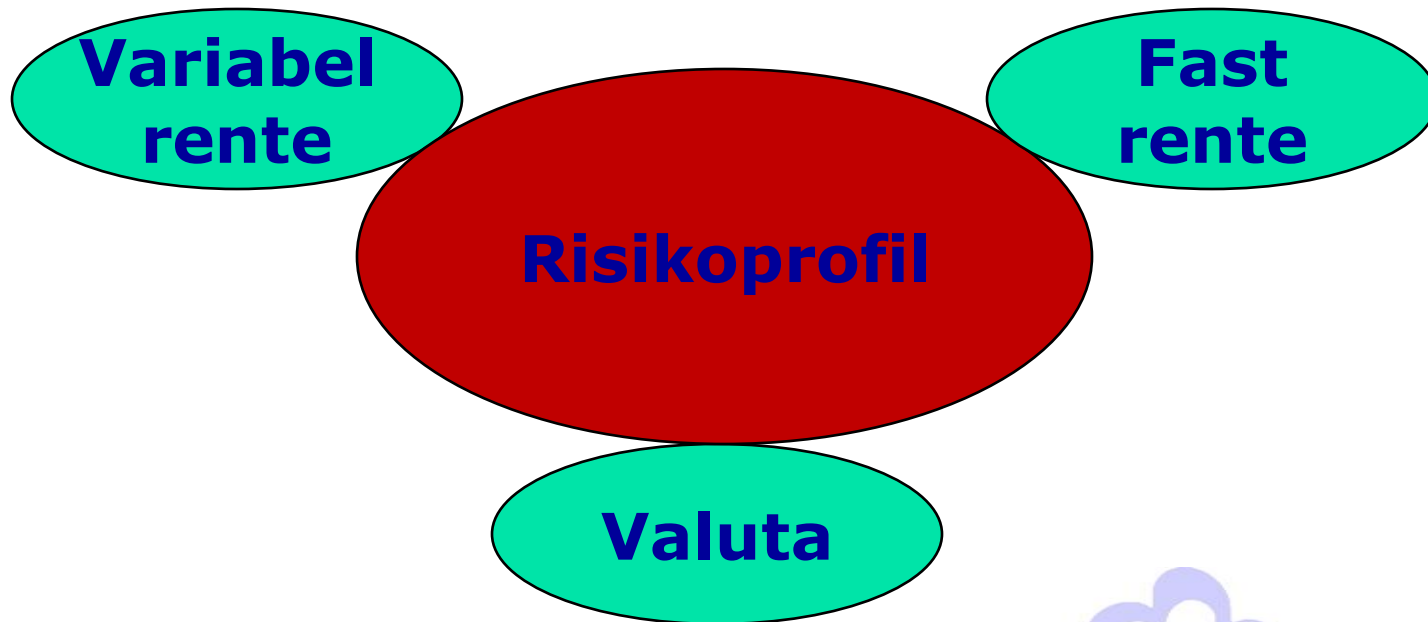 Variabel
rente
Fast
rente
Risikoprofil
Valuta